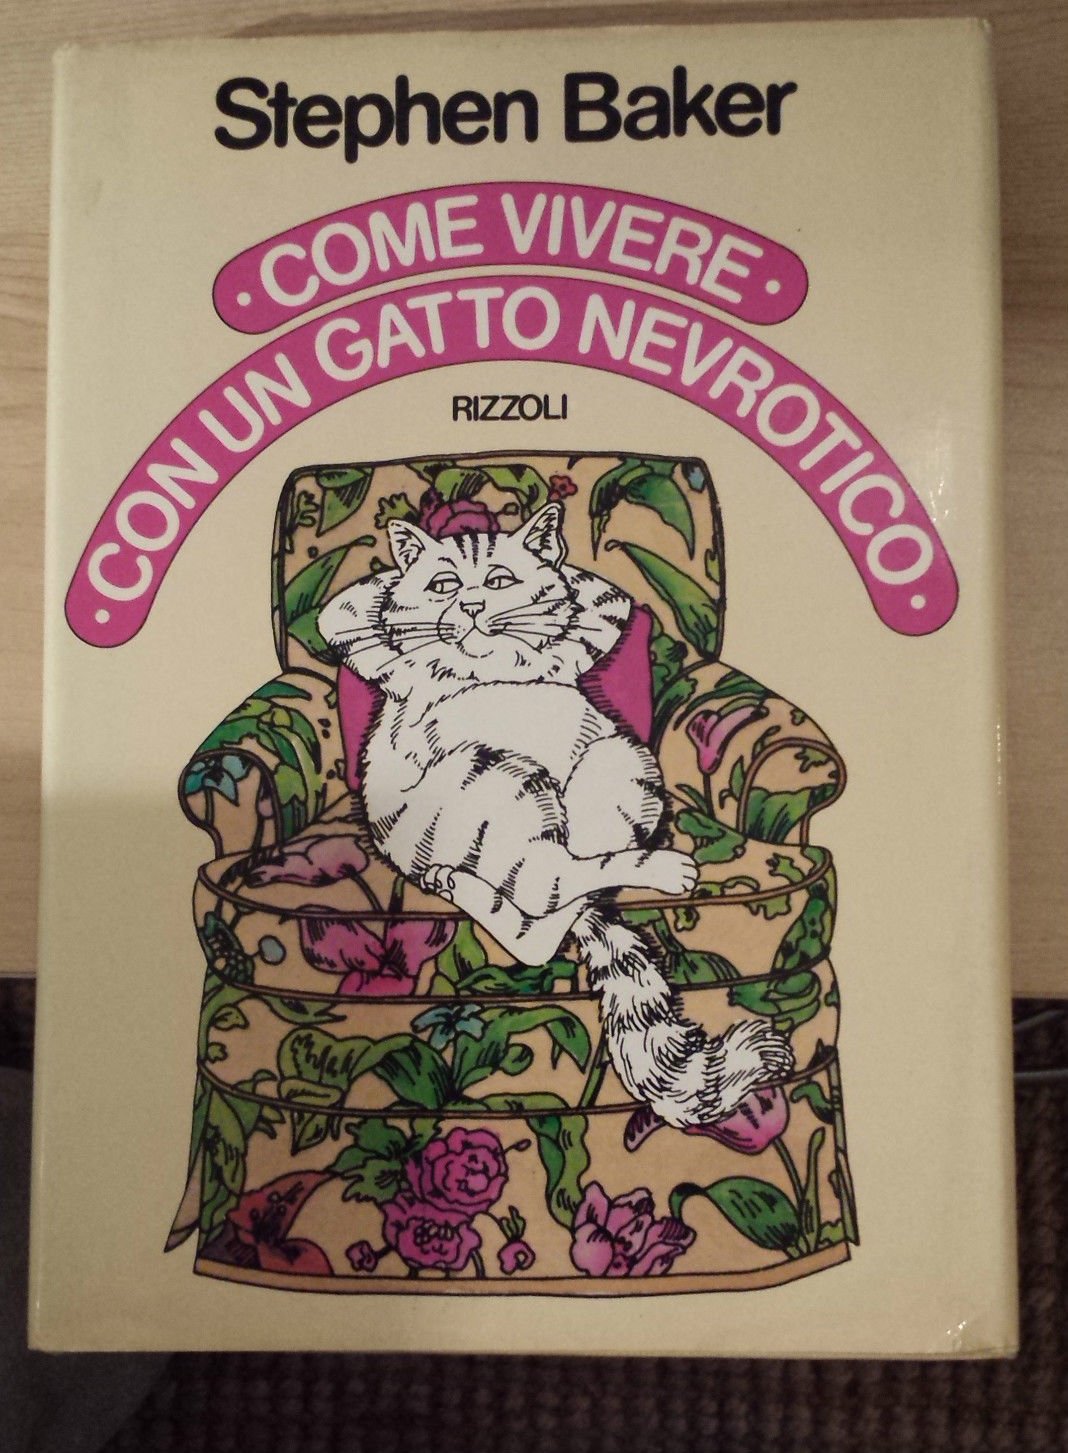 Stephen Baker
• COME VIVERE •
• CON UN GATTO NEVROTICO •
RIZZOLI